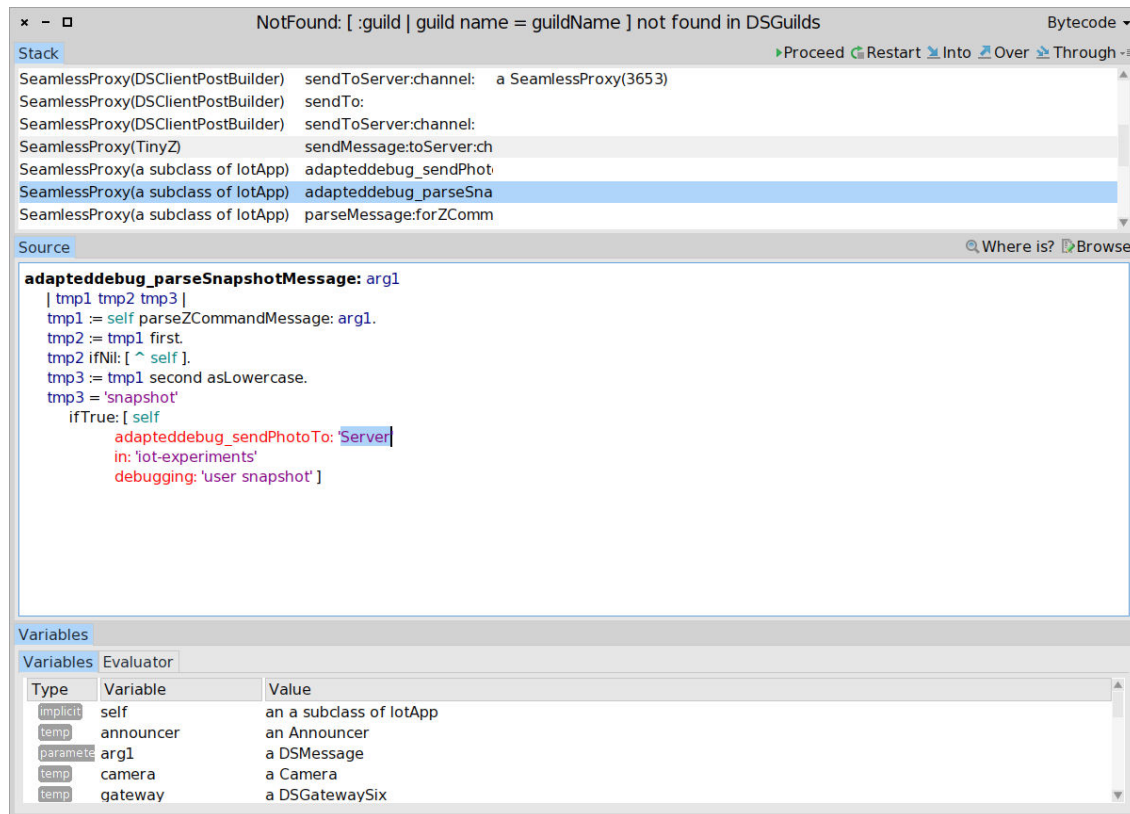 NotFound: [ :guild | guild name = guildName ] not found in DSGuilds Bytecode
Stack Proceed Restart Into Over Through
SeamlessProxy(DSClientPostBuilder) sendToServer:channel: a SeamlessProxy(3653)
SeamlessProxy(DSClientPostBuilder) sendTo:
SeamlessProxy(DSClientPostBuilder) sendToServer:channel:
SeamlessProxy(TinyZ) sendMessage:toServer:ch
SeamlessProxy(a subclass of IotApp) adapteddebug_sendPhot
SeamlessProxy(a subclass of IotApp) adapteddebug_parseSna
SeamlessProxy(a subclass of IotApp) parseMessage:forZComm
Source Where is? Browse
adapteddebug_parseSnapshotMessage: arg1
| tmp1 tmp2 tmp3 |
tmp1 := self parseZCommandMessage: arg1.
tmp2 := tmp1 first.
tmp2 ifNil: [ ^ self ].
tmp3 := tmp1 second asLowercase.
tmp3 = 'snapshot'
ifTrue: [ self
adapteddebug_sendPhotoTo: 'Server'
in: 'iot-experiments'
debugging: 'user snapshot' ]
Variables
Variables Evaluator
Type Variable Value
implicit self an a subclass of IotApp
temp announcer an Announcer
paramete arg1 a DSMessage
temp camera a Camera
temp gateway a DSGatewaySix